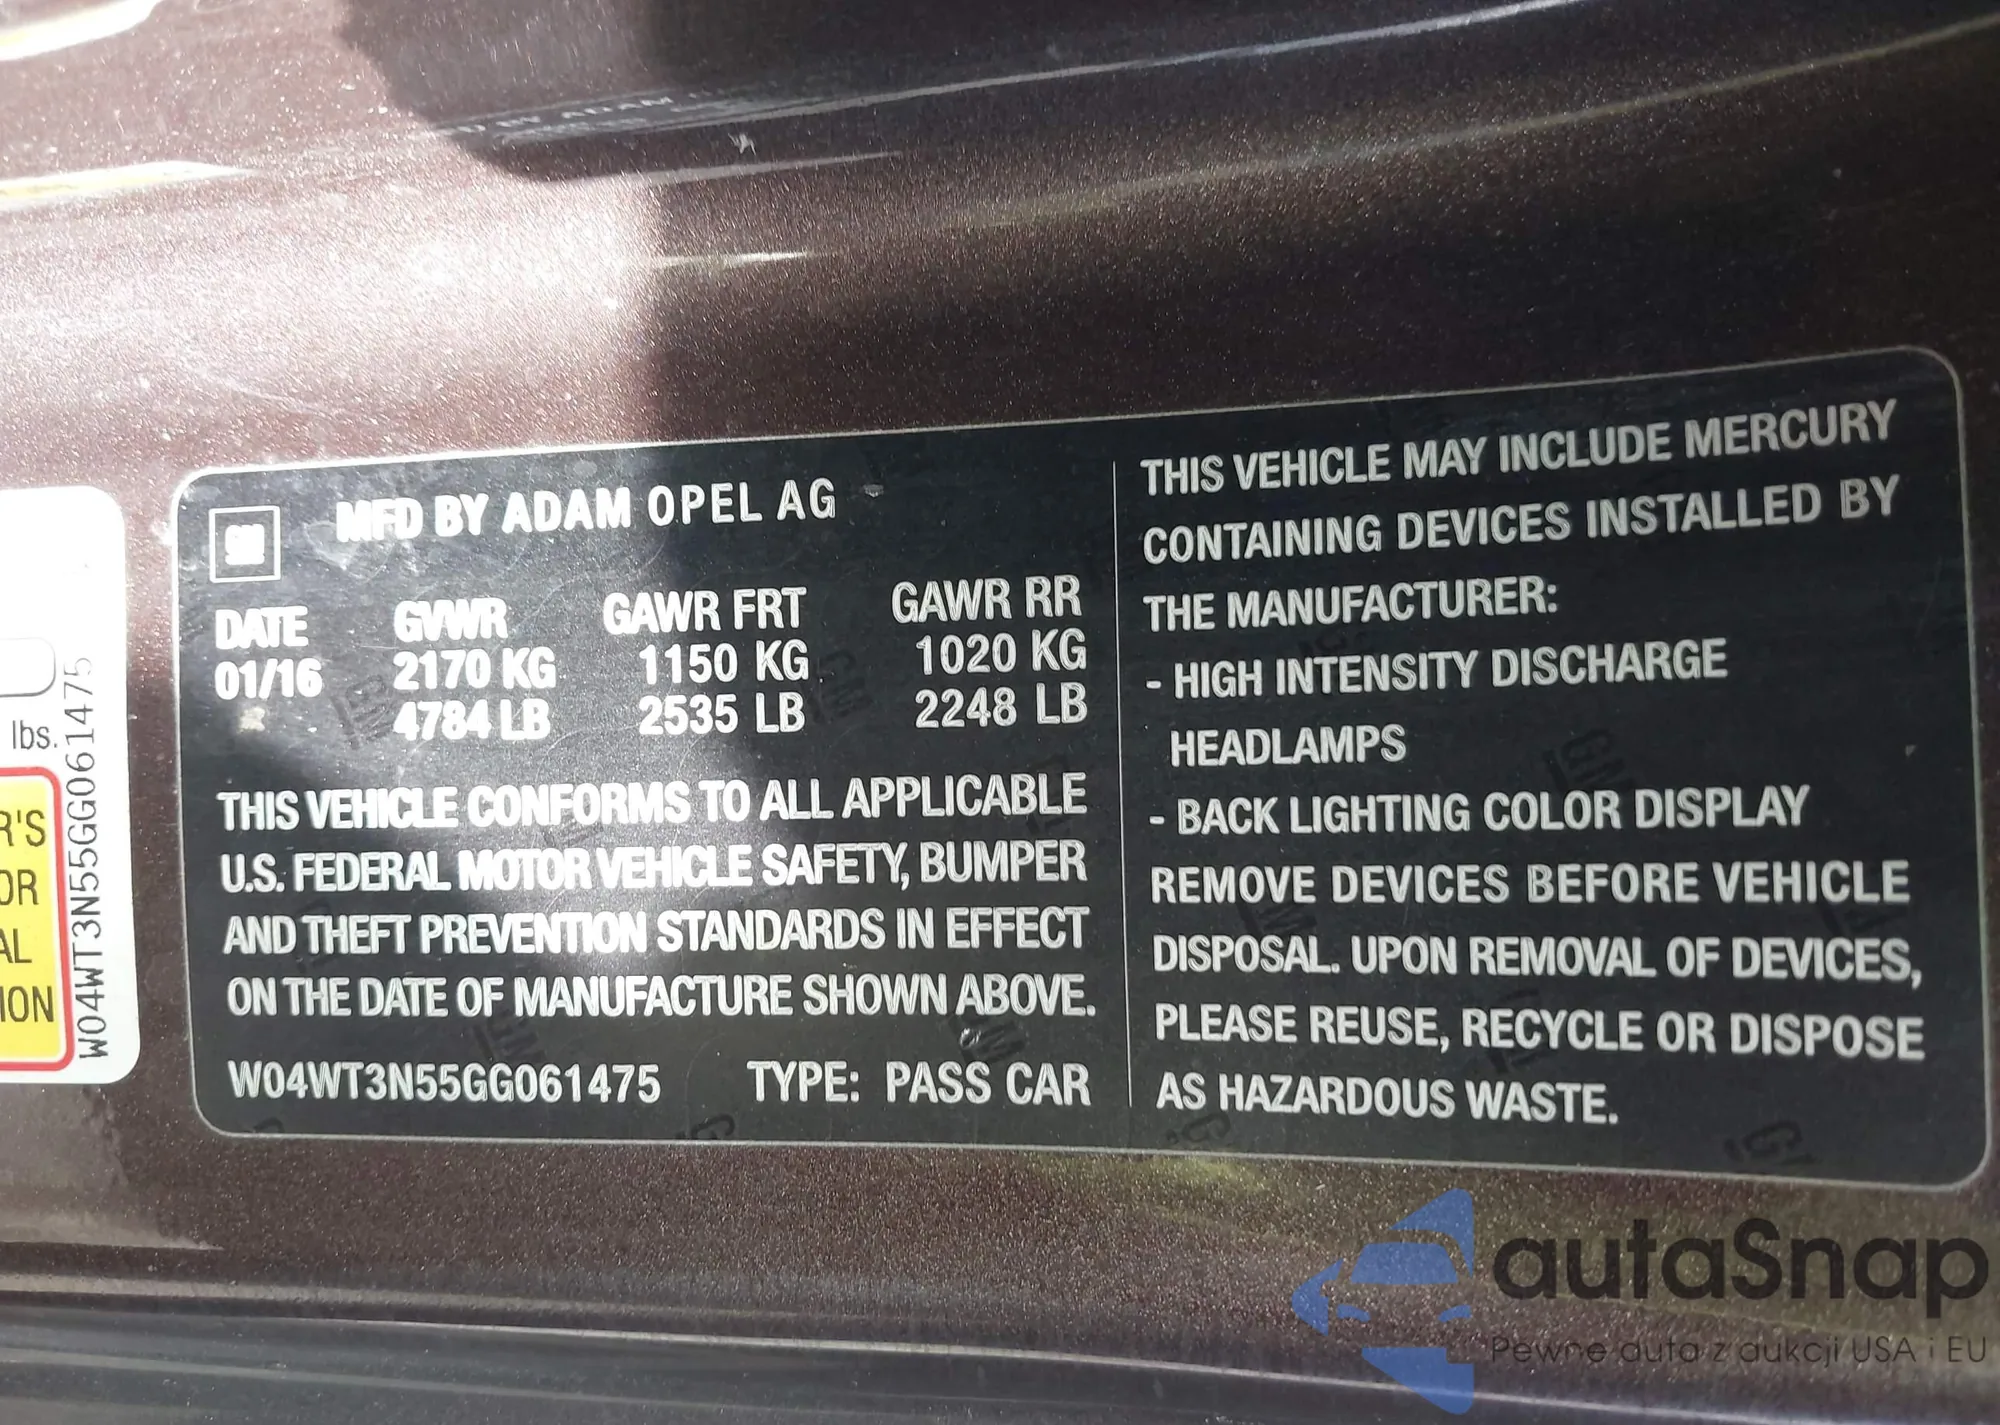 MFD BY ADAM OPEL AG
DATE GVWR GAWR FRT GAWR RR
01/16 2170 KG 1150 KG 1020 KG
4784 LB 2535 LB 2248 LB
THIS VEHICLE CONFORMS TO ALL APPLICABLE
U.S. FEDERAL MOTOR VEHICLE SAFETY, BUMPER
AND THEFT PREVENTION STANDARDS IN EFFECT
ON THE DATE OF MANUFACTURE SHOWN ABOVE.
W04WT3N55GG061475 TYPE: PASS CAR
THIS VEHICLE MAY INCLUDE MERCURY
CONTAINING DEVICES INSTALLED BY
THE MANUFACTURER:
- HIGH INTENSITY DISCHARGE
HEADLAMPS
- BACK LIGHTING COLOR DISPLAY
REMOVE DEVICES BEFORE VEHICLE
DISPOSAL. UPON REMOVAL OF DEVICES,
PLEASE REUSE, RECYCLE OR DISPOSE
AS HAZARDOUS WASTE.
lbs.
R'S
OR
AL
ION
W04WT3N55GG061475
autaSnap
Pewne auta z aukcji USA i EU